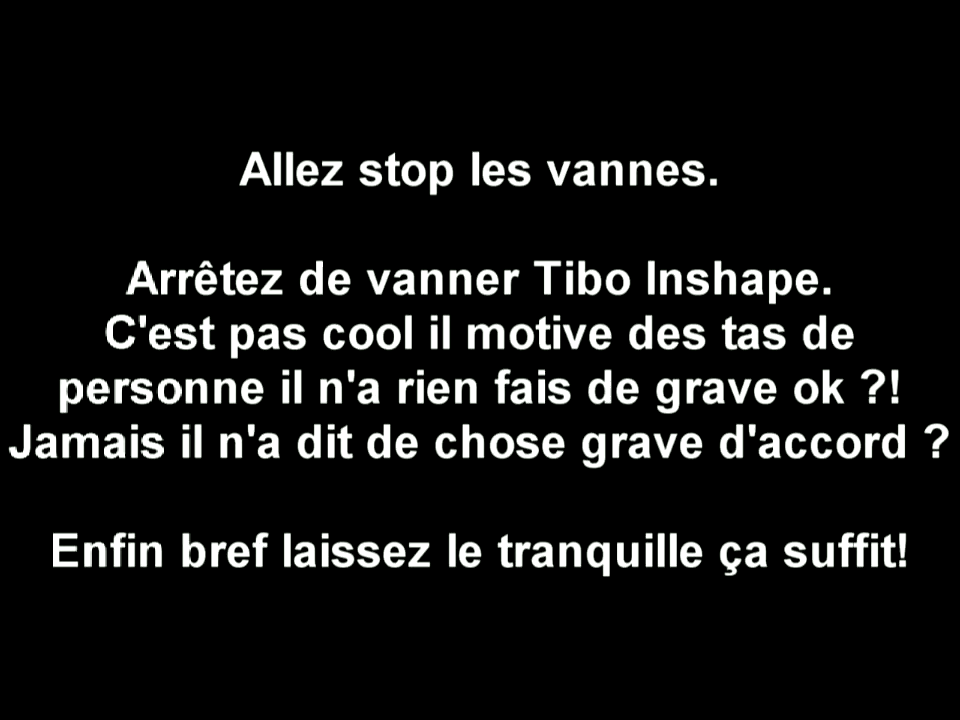 Allez stop les vannes.
Arrêtez de vanner Tibo Inshape.
C'est pas cool il motive des tas de
personne il n'a rien fais de grave ok ?!
Jamais il n'a dit de chose grave d'accord ?
Enfin bref laissez le tranquille ça suffit!